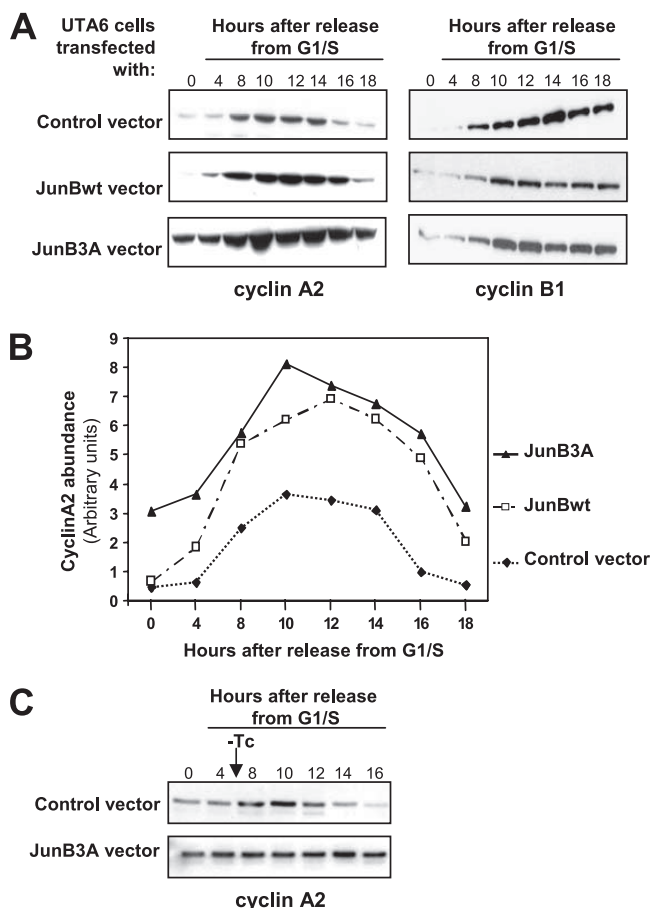 A
UTA6 cells
transfected
with:
Hours after release
from G1/S
Hours after release
from G1/S
0 4 8 10 12 14 16 18
0 4 8 10 12 14 16 18
Control vector
JunBwt vector
JunB3A vector
cyclin A2
cyclin B1
B
CyclinA2 abundance
(Arbitrary units)
9
8
7
6
5
4
3
2
1
0
0 4 8 10 12 14 16 18
Hours after release from G1/S
JunB3A
JunBwt
Control vector
C
Hours after release
from G1/S
-Tc
0 4 8 10 12 14 16
Control vector
JunB3A vector
cyclin A2